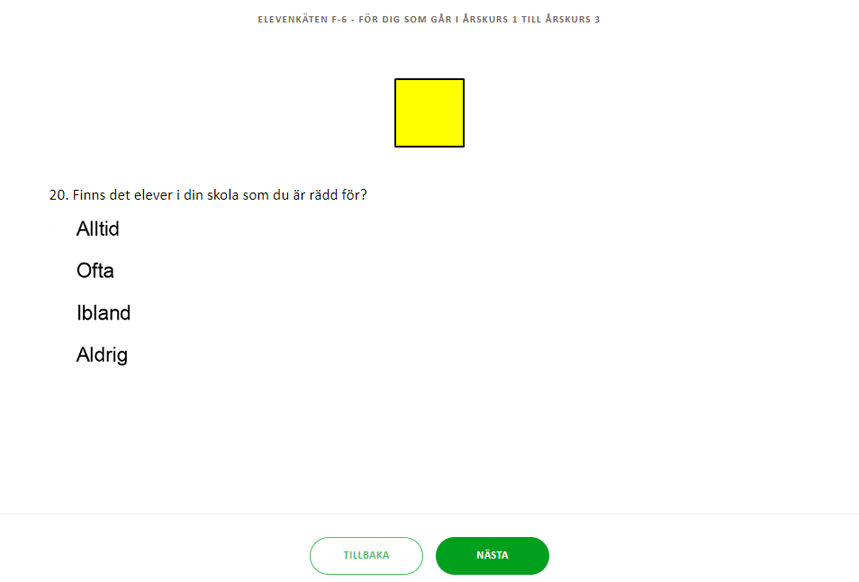 ELEVENKÄTEN F-6 - FÖR DIG SOM GÅR I ÅRSKURS 1 TILL ÅRSKURS 3
20. Finns det elever i din skola som du är rädd för?
Alltid
Ofta
Ibland
Aldrig
TILLBAKA
NÄSTA